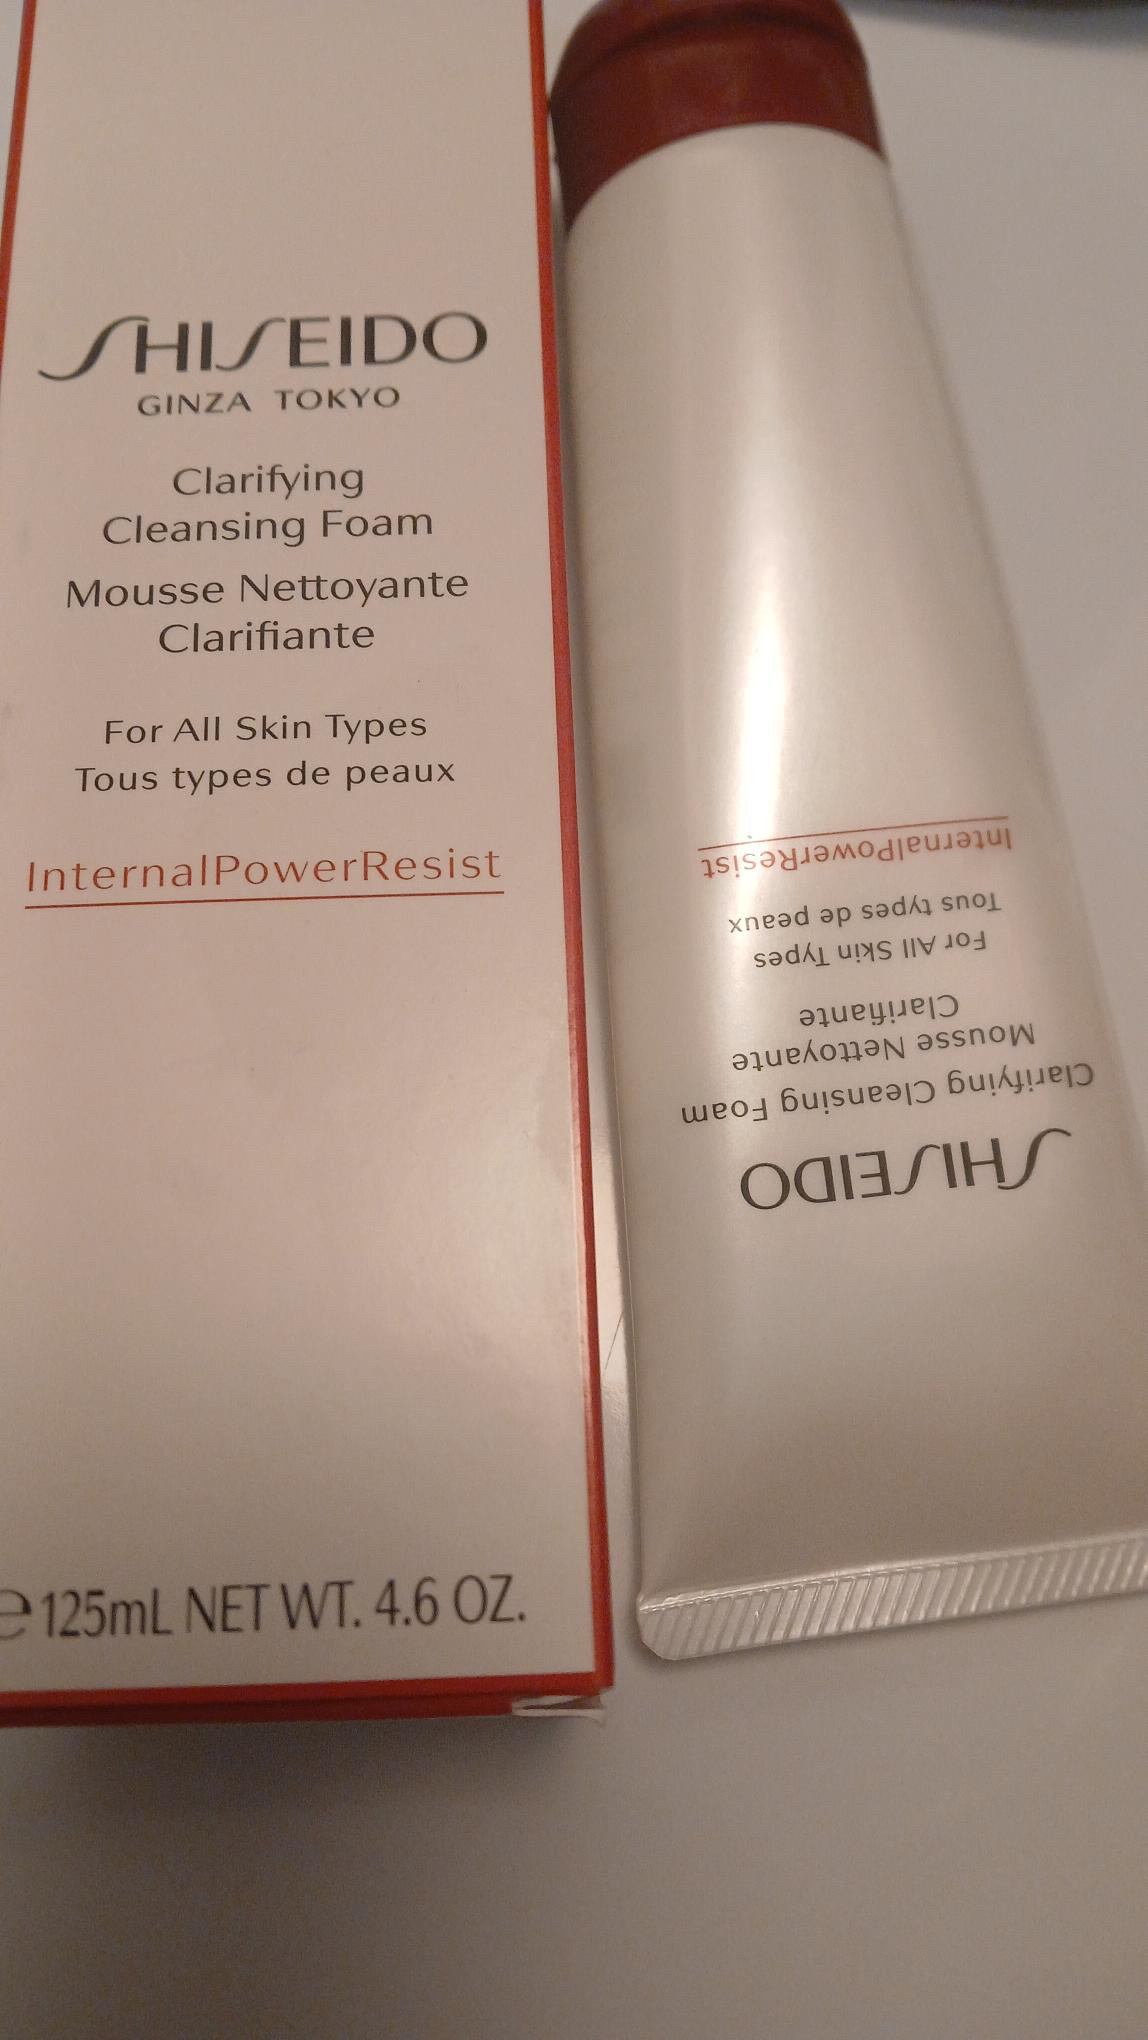 SHISEIDO
GINZA TOKYO
Clarifying
Cleansing Foam
Mousse Nettoyante
Clarifiante
For All Skin Types
Tous types de peaux
InternalPowerResist
e 125mL NET WT. 4.6 OZ.
SHISEIDO
Clarifying Cleansing Foam
Mousse Nettoyante
Clarifiante
For All Skin Types
Tous types de peaux
InternalPowerResist